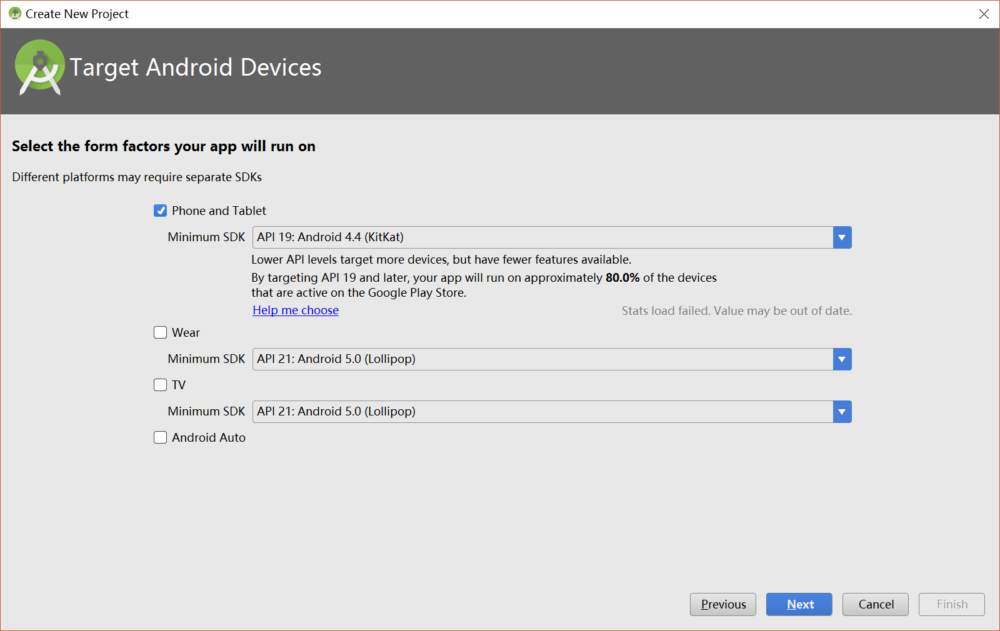 Create New Project
Target Android Devices
Select the form factors your app will run on
Different platforms may require separate SDKs
Phone and Tablet
Minimum SDK API 19: Android 4.4 (KitKat)
Lower API levels target more devices, but have fewer features available.
By targeting API 19 and later, your app will run on approximately 80.0% of the devices
that are active on the Google Play Store.
Help me choose Stats load failed. Value may be out of date.
Wear
Minimum SDK API 21: Android 5.0 (Lollipop)
TV
Minimum SDK API 21: Android 5.0 (Lollipop)
Android Auto
Previous Next Cancel Finish